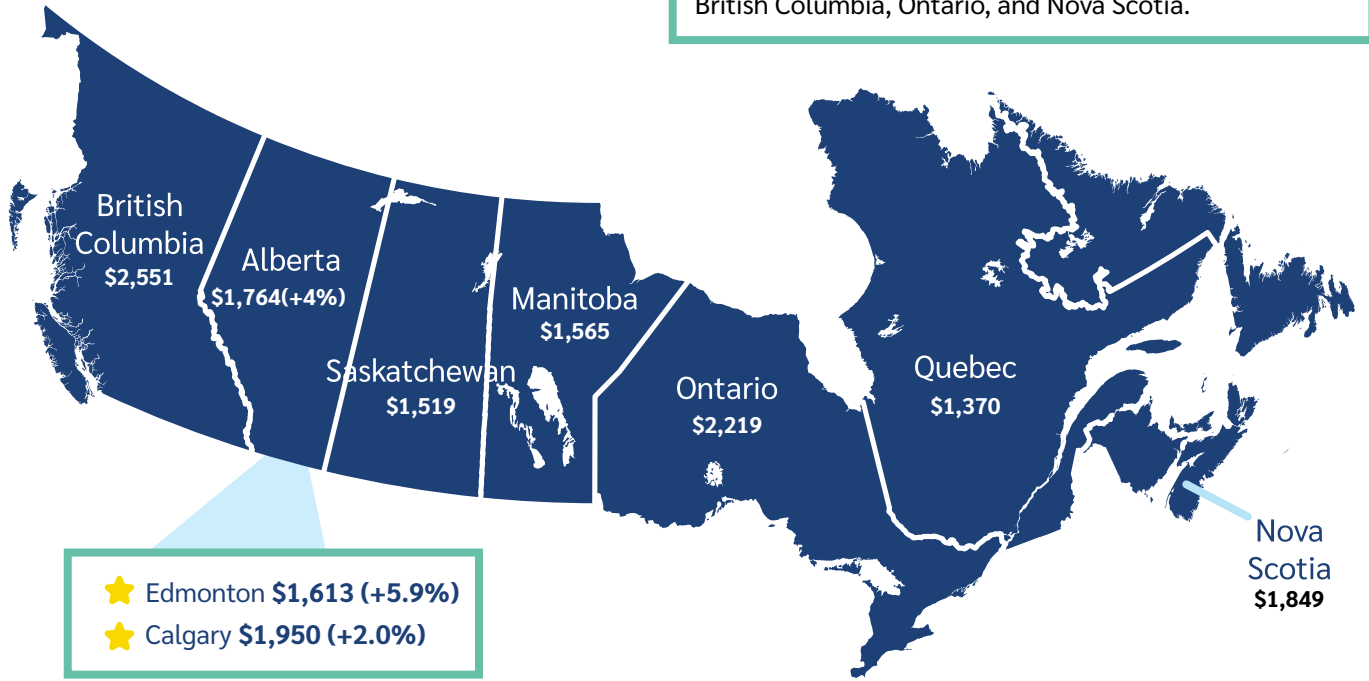 British Columbia, Ontario, and Nova Scotia.
British
Columbia
$2,551
Alberta
$1,764(+4%)
Saskatchewan
$1,519
Manitoba
$1,565
Ontario
$2,219
Quebec
$1,370
Nova
Scotia
$1,849
Edmonton $1,613 (+5.9%)
Calgary $1,950 (+2.0%)